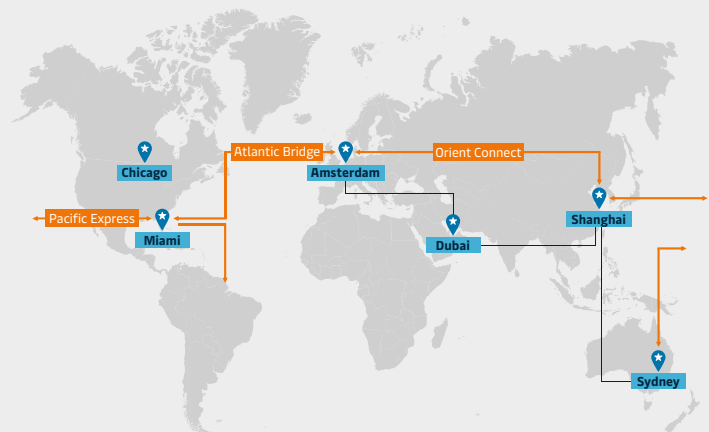 Atlantic Bridge
Orient Connect
Chicago
Amsterdam
Pacific Express
Shanghai
Miami
Dubai
Sydney